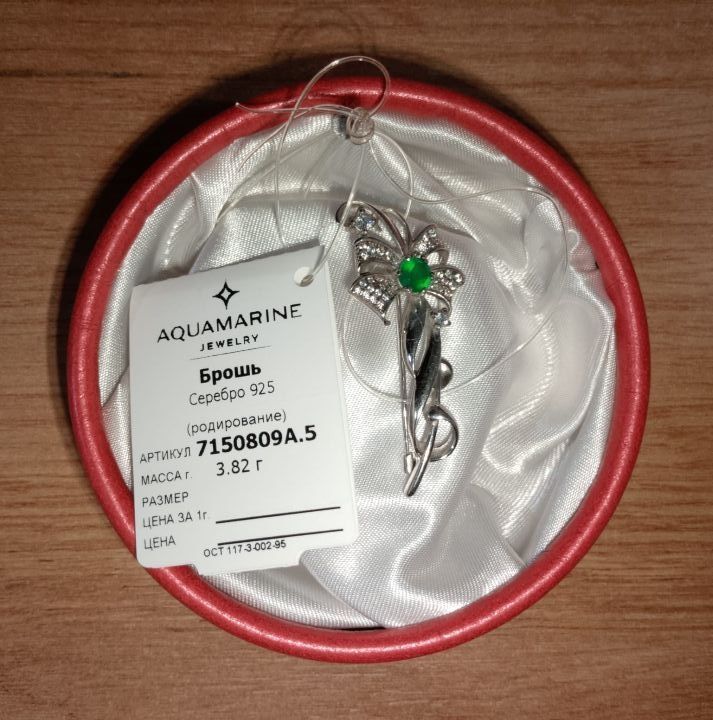 AQUAMARINE
JEWELRY
Брошь
Серебро 925
(родирование)
АРТИКУЛ 7150809А.5
МАССА г. 3.82 г
РАЗМЕР
ЦЕНА ЗА 1г.
ЦЕНА
ОСТ 117-3-002-95